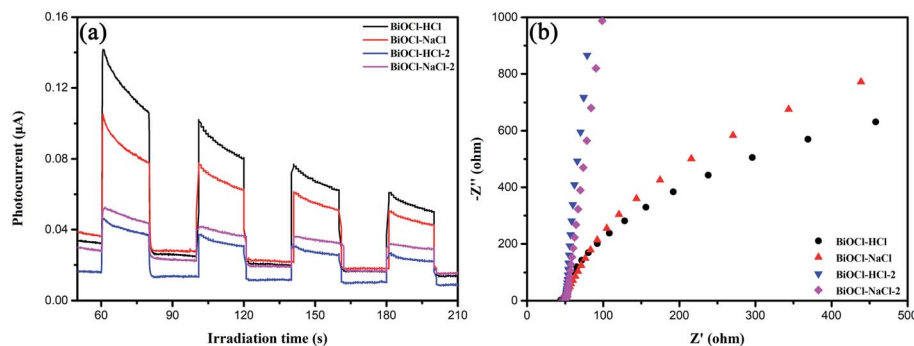 (a)
BiOCl-HCl
BiOCl-NaCl
BiOCl-HCl-2
BiOCl-NaCl-2
Photocurrent (μA)
0.16
0.12
0.08
0.04
0.00
60 90 120 150 180 210
Irradiation time (s)
(b)
-Z'' (ohm)
1000
800
600
400
200
0
BiOCl-HCl
BiOCl-NaCl
BiOCl-HCl-2
BiOCl-NaCl-2
0 100 200 300 400 500
Z' (ohm)